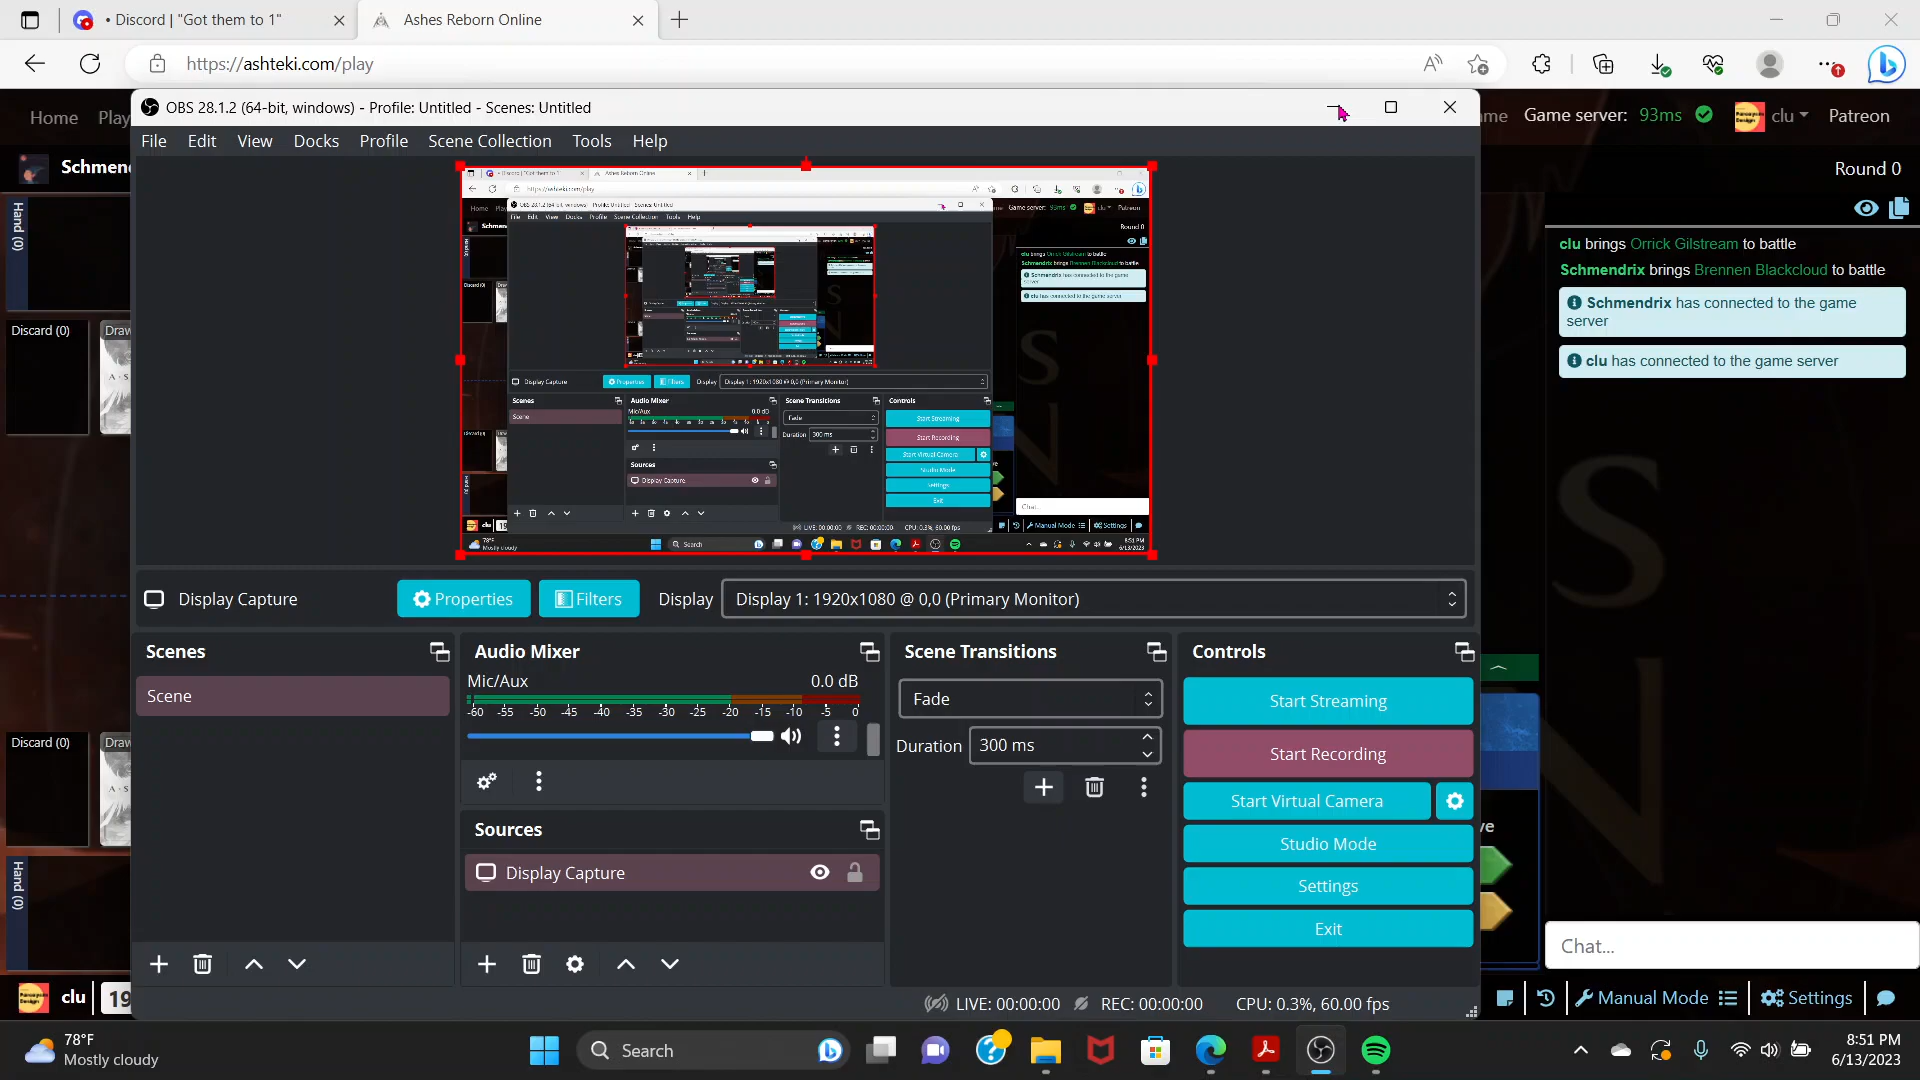 • Discord | "Got them to 1"
Ashes Reborn Online
https://ashteki.com/play
OBS 28.1.2 (64-bit, windows) - Profile: Untitled - Scenes: Untitled
File Edit View Docks Profile Scene Collection Tools Help
Home Play
me Game server: 93ms clu Patreon
Schmen
Round 0
Hand (0)
clu brings Orrick Gilstream to battle
Schmendrix brings Brennen Blackcloud to battle
Schmendrix has connected to the game
server
clu has connected to the game server
Discard (0) Draw
Display Capture Properties Filters Display Display 1: 1920x1080 @ 0,0 (Primary Monitor)
Scenes Audio Mixer Scene Transitions Controls
Scene
Mic/Aux 0.0 dB
-60 -55 -50 -45 -40 -35 -30 -25 -20 -15 -10 -5 0
Fade
Duration 300 ms
Start Streaming
Start Recording
Start Virtual Camera
Studio Mode
Settings
Exit
Sources
Display Capture
Discard (0) Draw
Hand (0)
ve
Chat...
clu 19
LIVE: 00:00:00 REC: 00:00:00 CPU: 0.3%, 60.00 fps
Manual Mode Settings
78°F
Mostly cloudy
Search
8:51 PM
6/13/2023